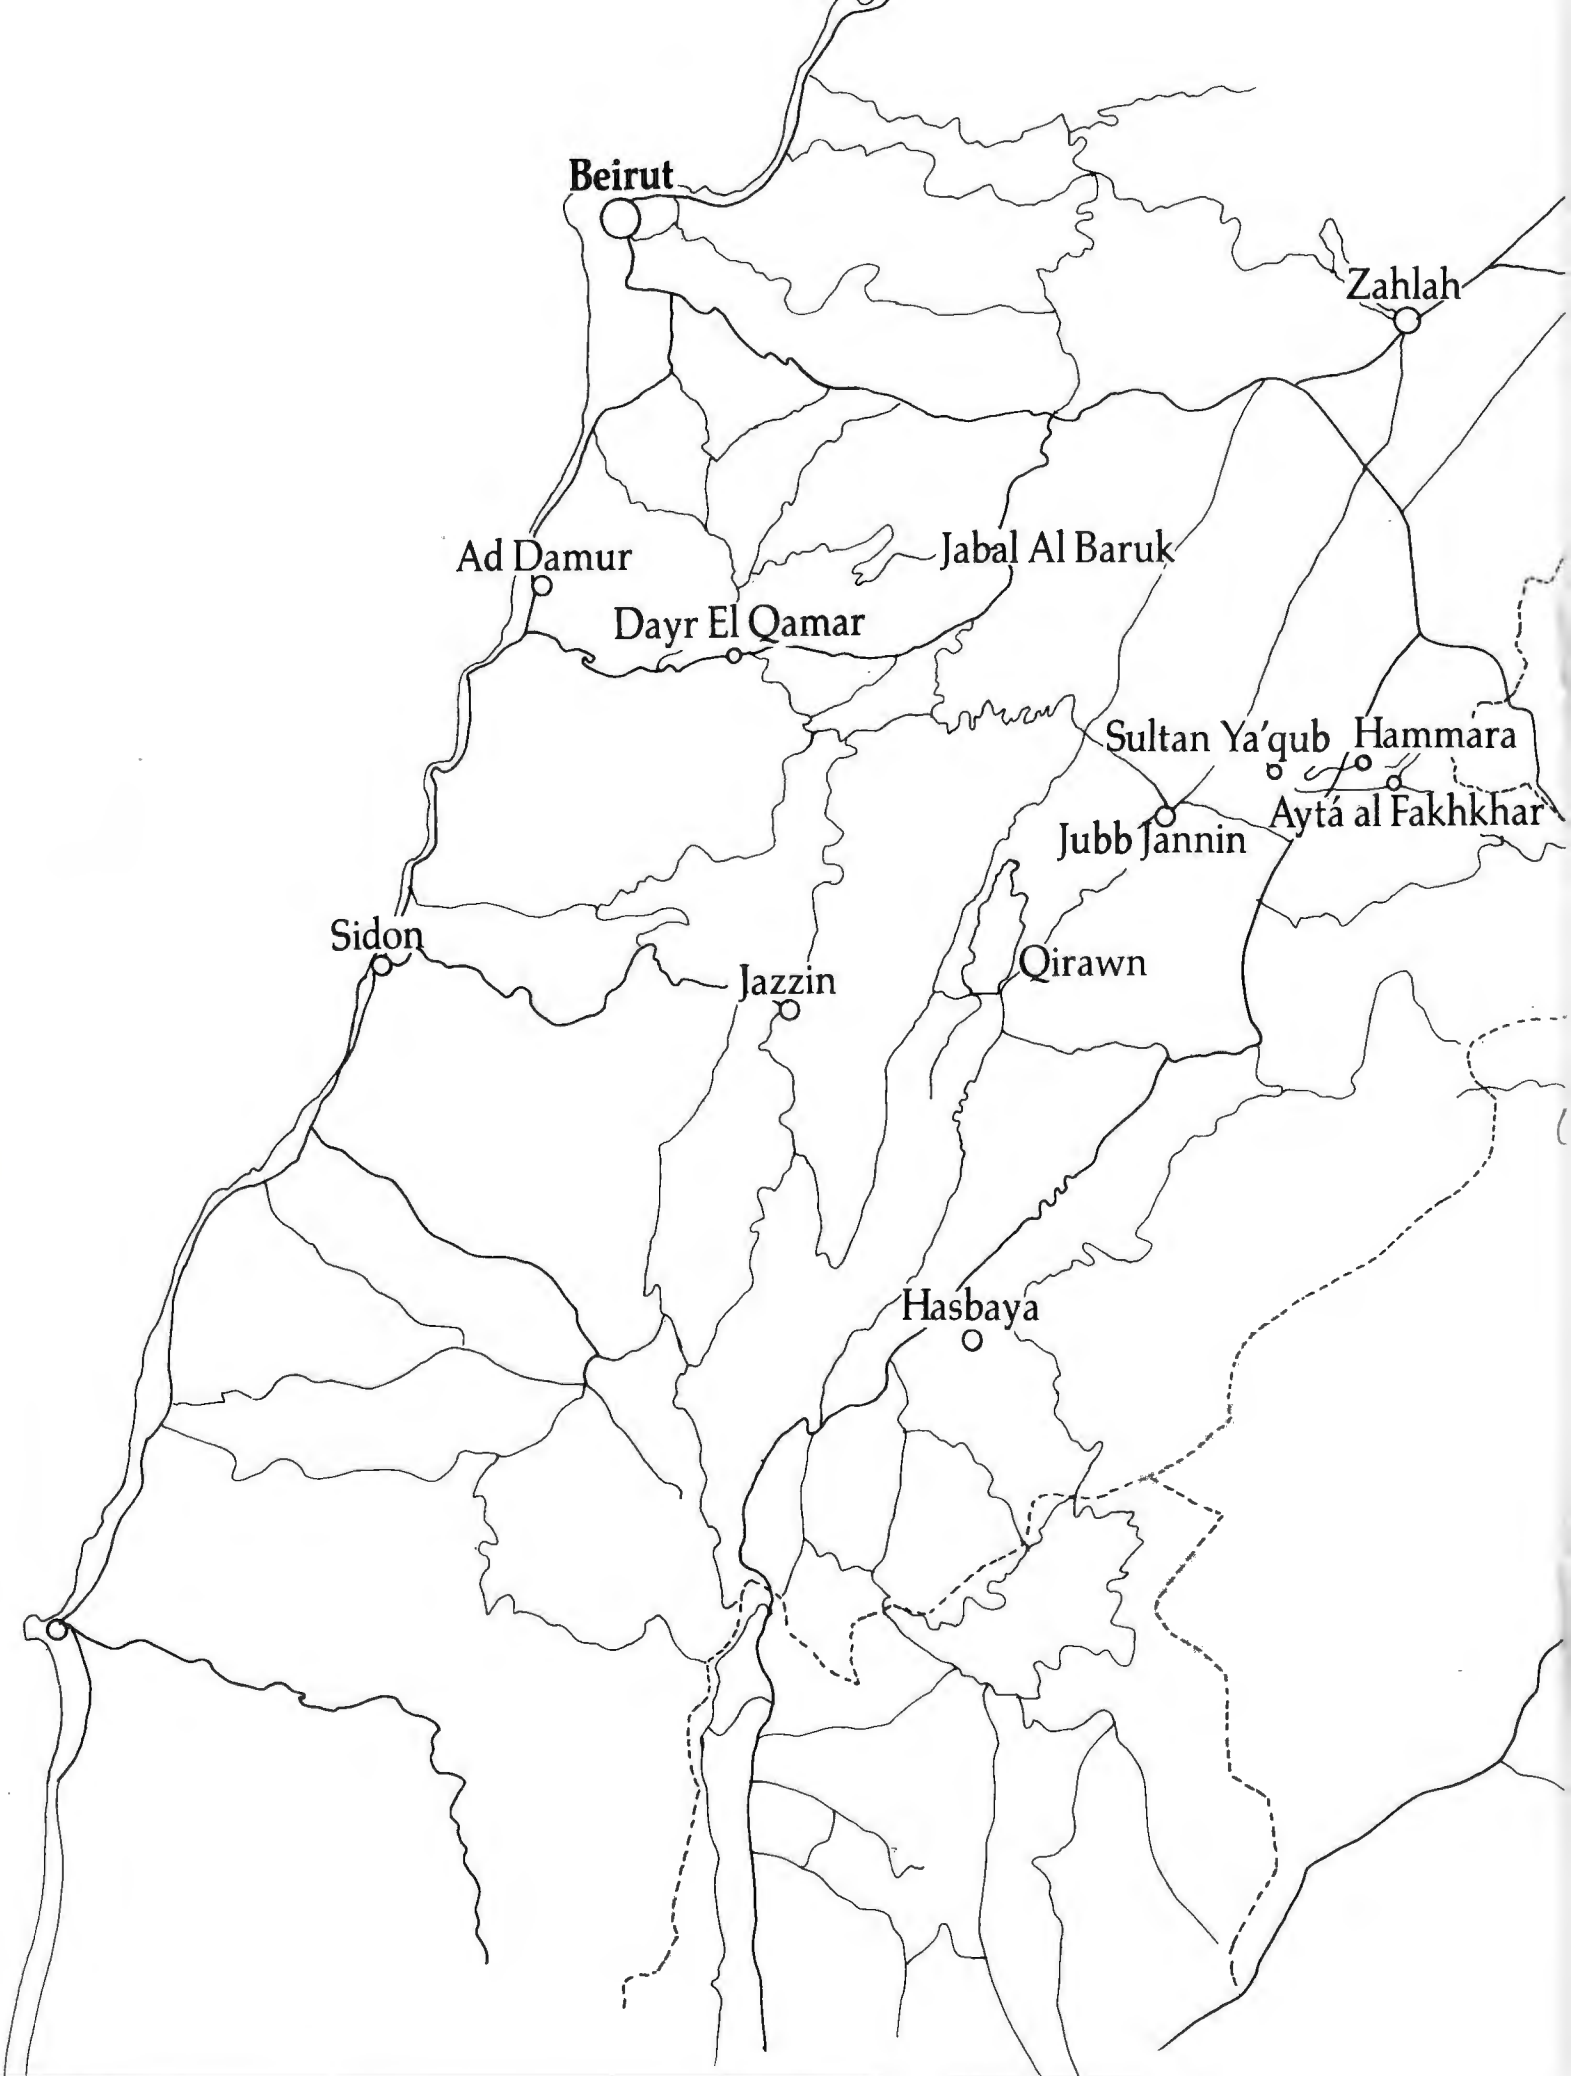 Beirut
Zahlah
Jabal Al Baruk
Ad Damur
Dayr El Qamar
Sultan Ya'qub
Hammara
Aytá al Fakhkhar
Jubb Jannin
Sidon
Qirawn
Jazzin
Hasbaya